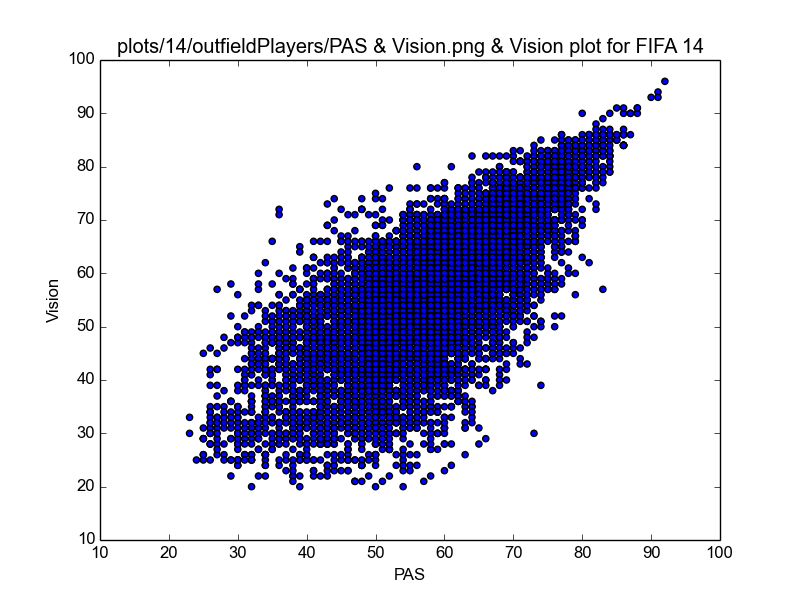 plots/14/outfieldPlayers/PAS & Vision.png & Vision plot for FIFA 14
100
90
80
70
60
50
40
30
20
10
Vision
10 20 30 40 50 60 70 80 90 100
PAS